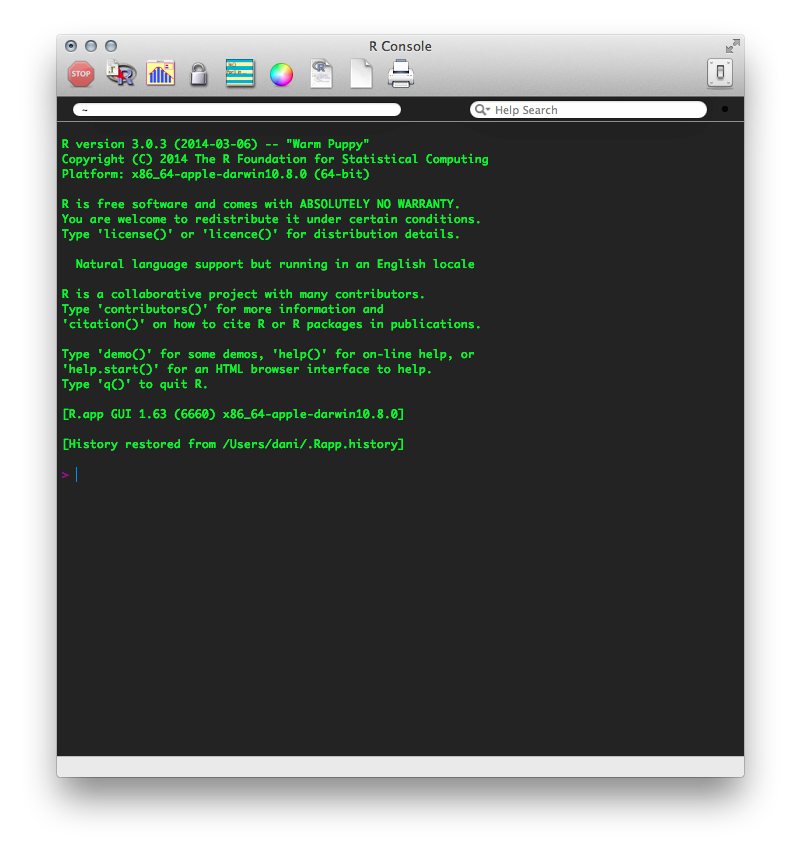 R Console
STOP
R
~
Help Search
R version 3.0.3 (2014-03-06) -- "Warm Puppy"
Copyright (C) 2014 The R Foundation for Statistical Computing
Platform: x86_64-apple-darwin10.8.0 (64-bit)
R is free software and comes with ABSOLUTELY NO WARRANTY.
You are welcome to redistribute it under certain conditions.
Type 'license()' or 'licence()' for distribution details.
  Natural language support but running in an English locale
R is a collaborative project with many contributors.
Type 'contributors()' for more information and
'citation()' on how to cite R or R packages in publications.
Type 'demo()' for some demos, 'help()' for on-line help, or
'help.start()' for an HTML browser interface to help.
Type 'q()' to quit R.
[R.app GUI 1.63 (6660) x86_64-apple-darwin10.8.0]
[History restored from /Users/dani/.Rapp.history]
>